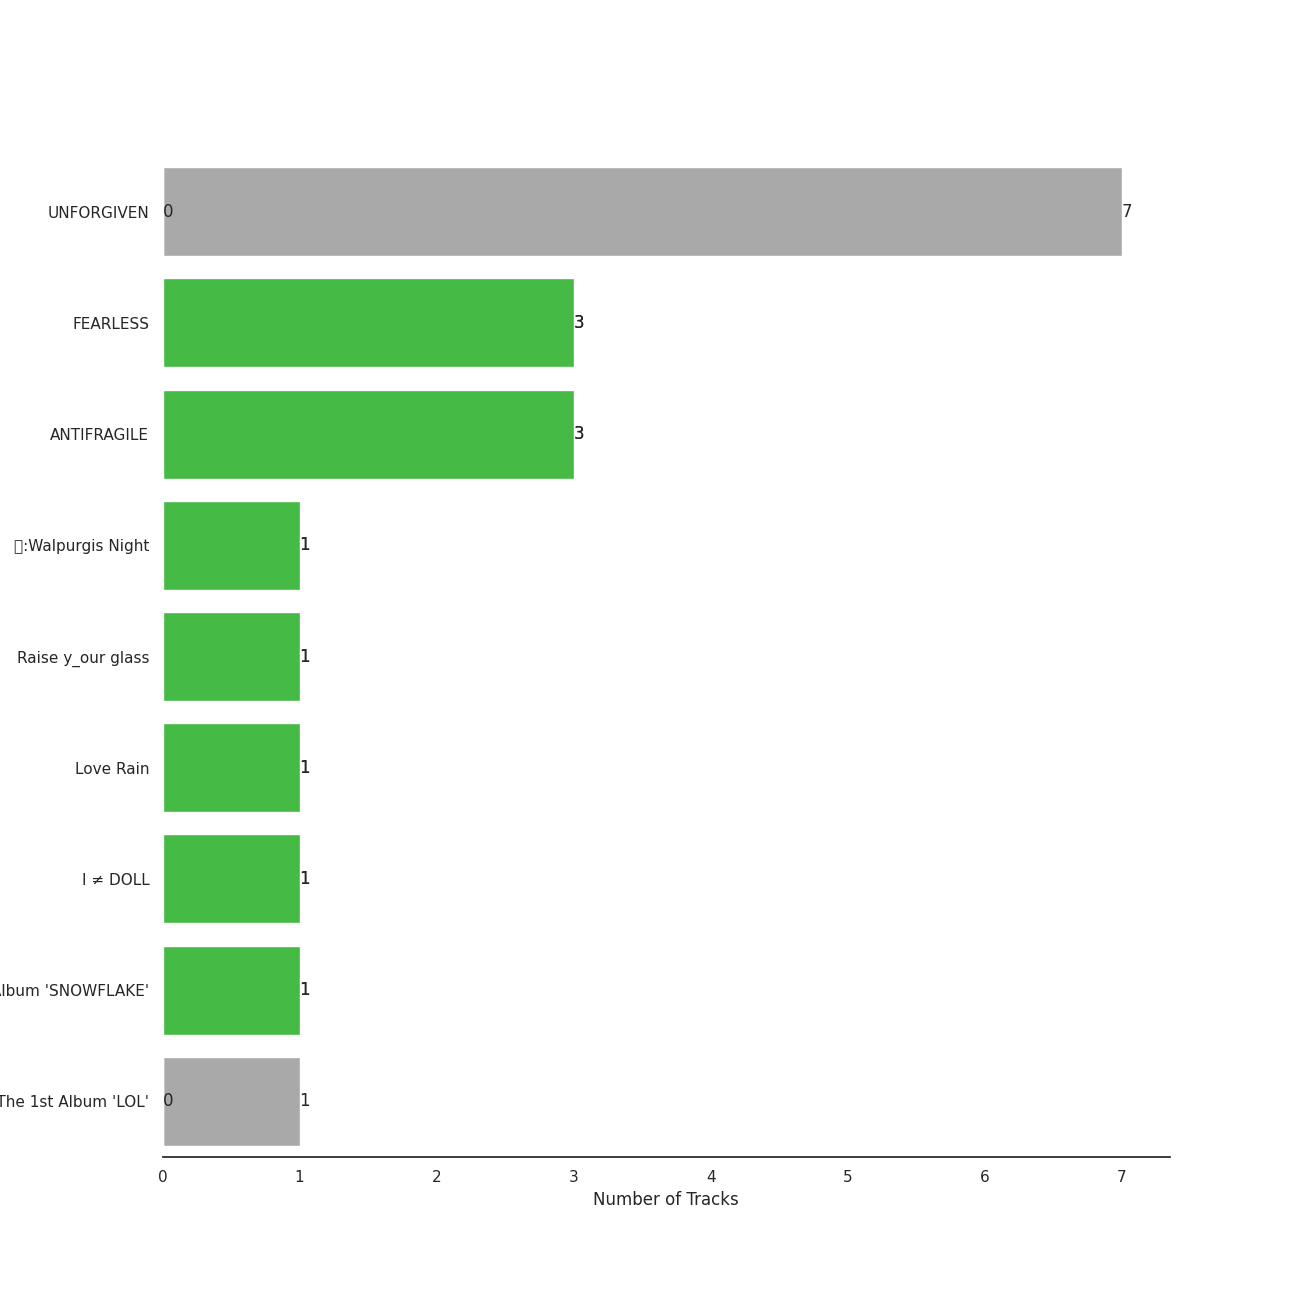 UNFORGIVEN 0 7
FEARLESS 3
ANTIFRAGILE 3
:Walpurgis Night 1
Raise y_our glass 1
Love Rain 1
I ≠ DOLL 1
'SNOWFLAKE' 1
The 1st Album 'LOL' 0 1
0 1 2 3 4 5 6 7
Number of Tracks